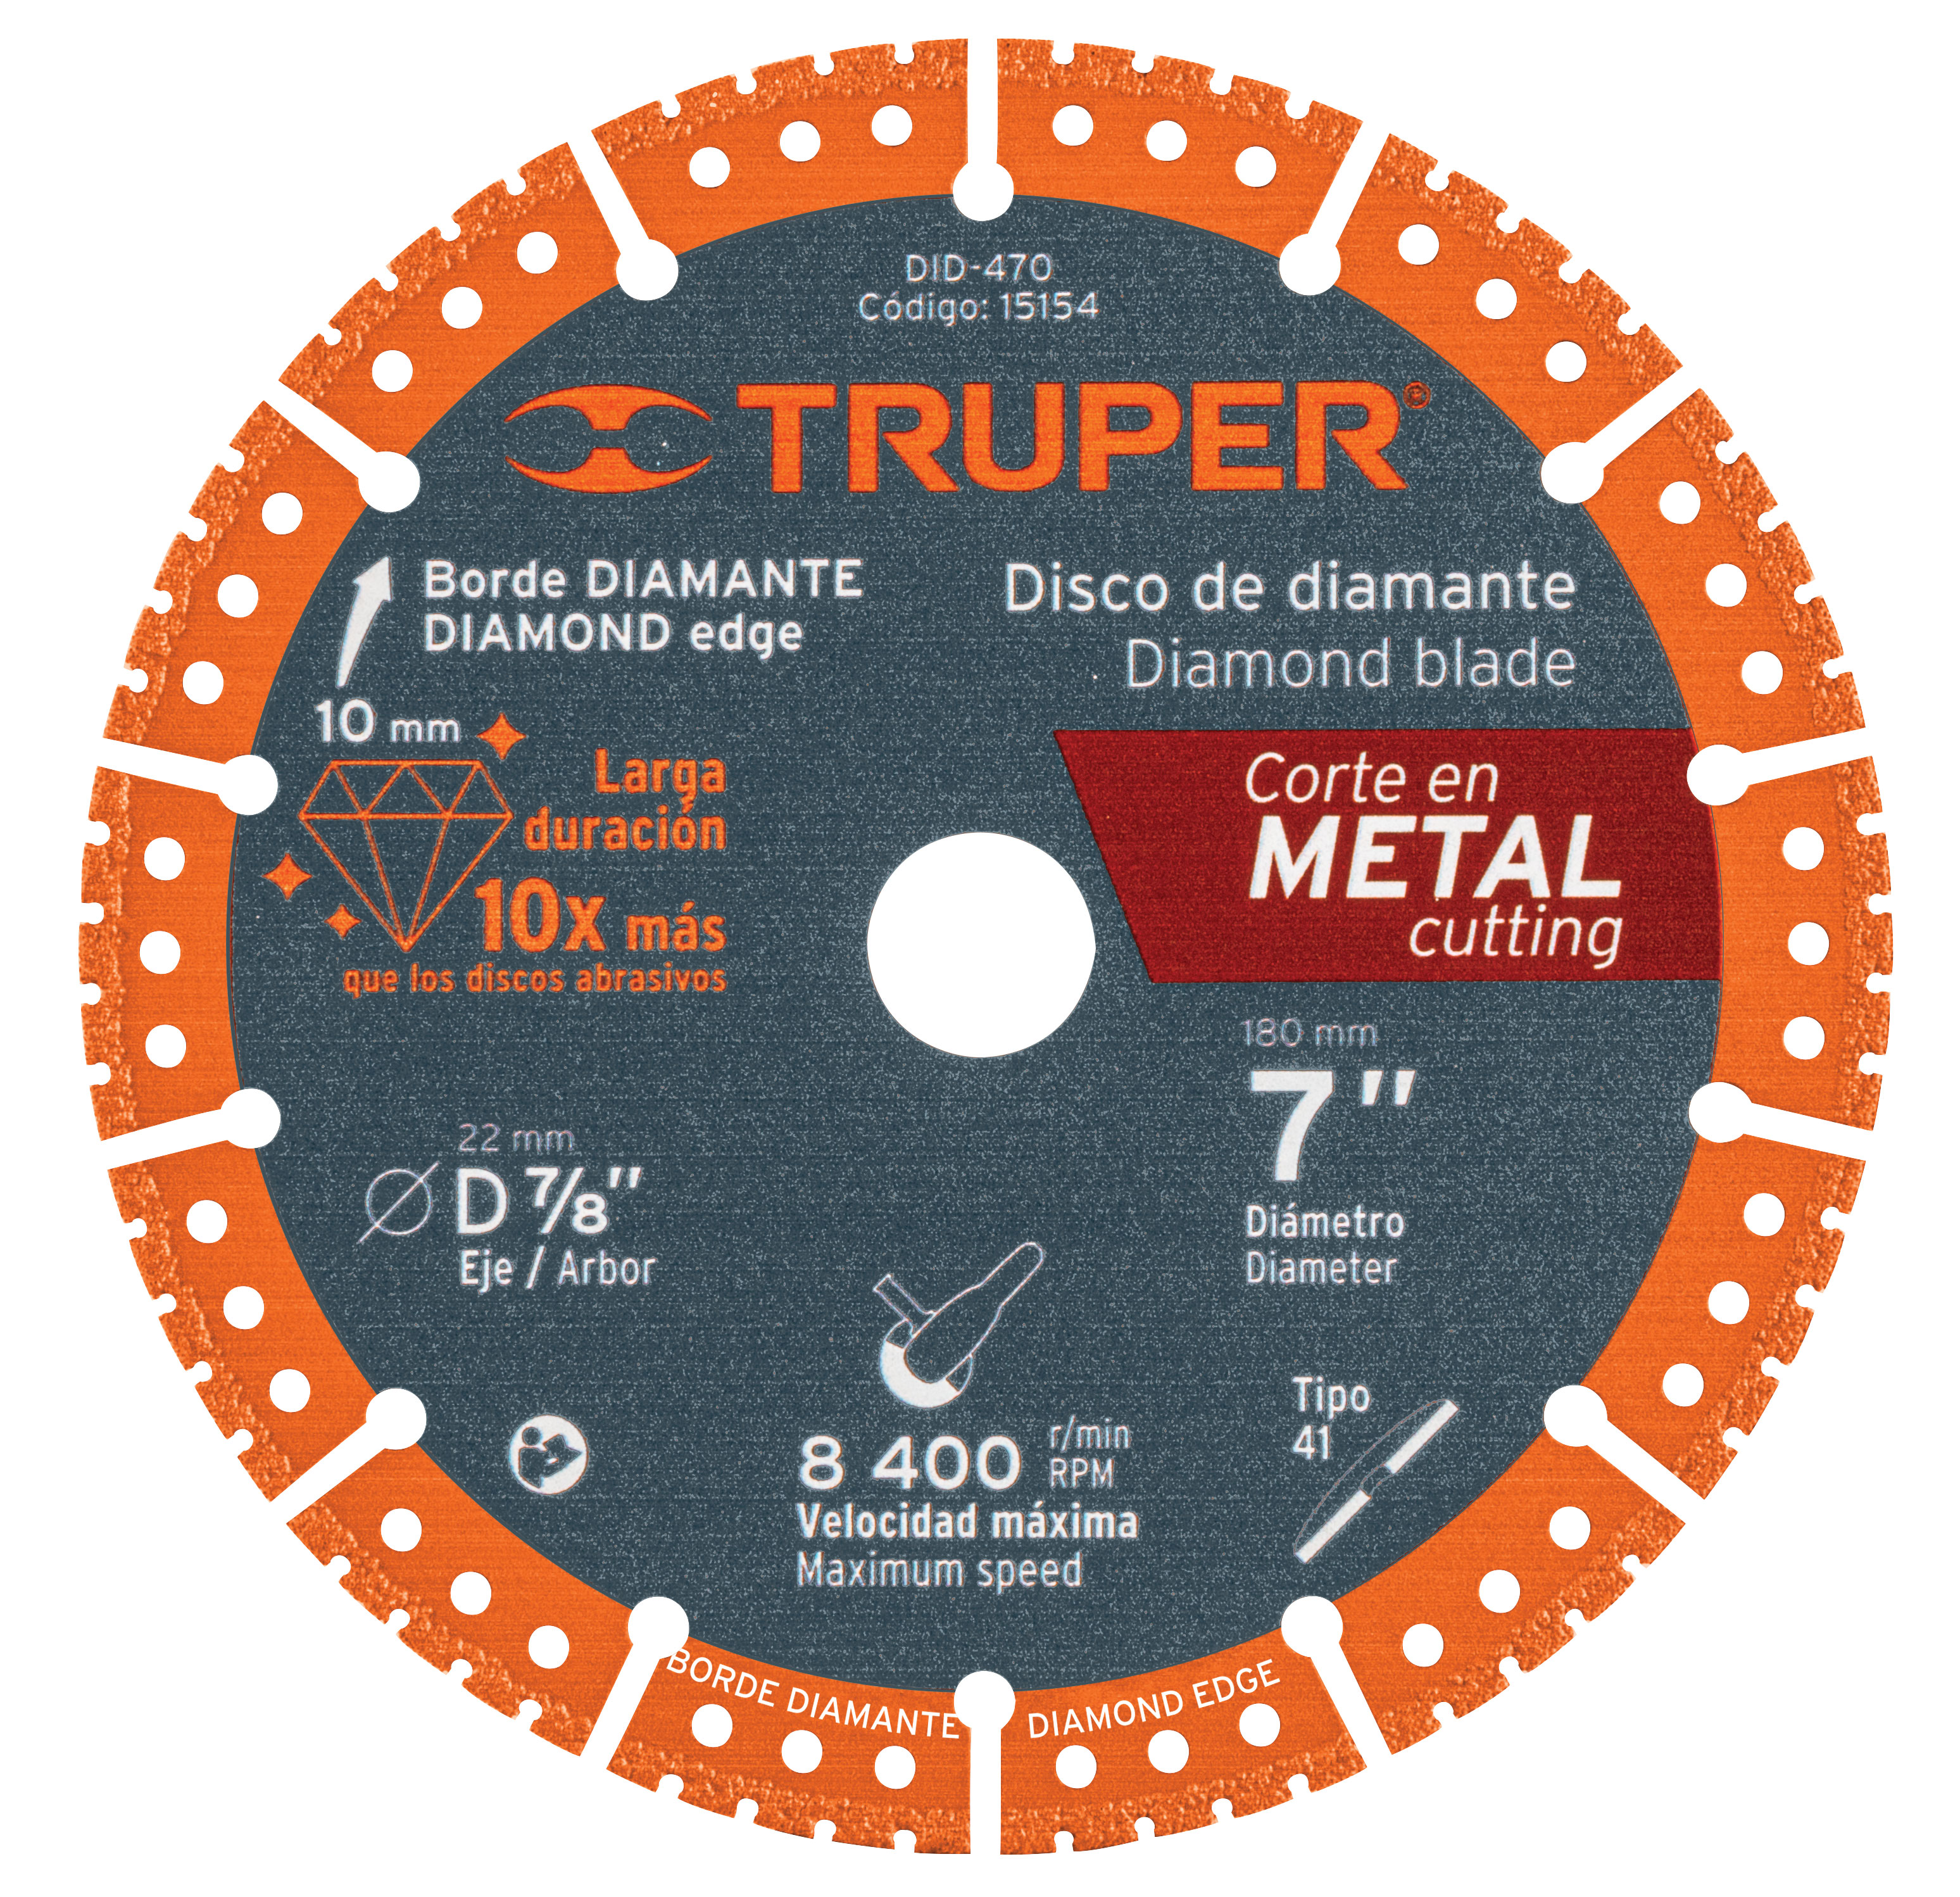 DID-470
Código: 15154
TRUPER®
Borde DIAMANTE
DIAMOND edge
10 mm
Disco de diamante
Diamond blade
Larga
duración
10x más
que los discos abrasivos
Corte en
METAL
cutting
180 mm
7"
Diámetro
Diameter
22 mm
D 7/8"
Eje / Arbor
8 400 r/min
RPM
Velocidad máxima
Maximum speed
Tipo
41
BORDE DIAMANTE
DIAMOND EDGE